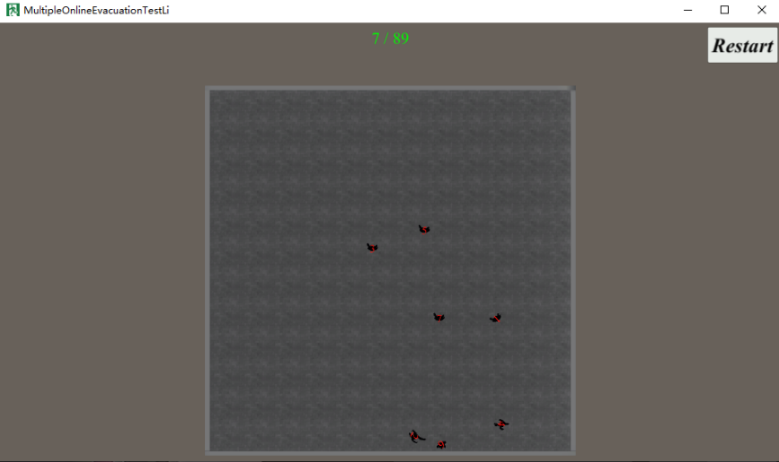 MultipleOnlineEvacuationTestLi
7 / 89
Restart